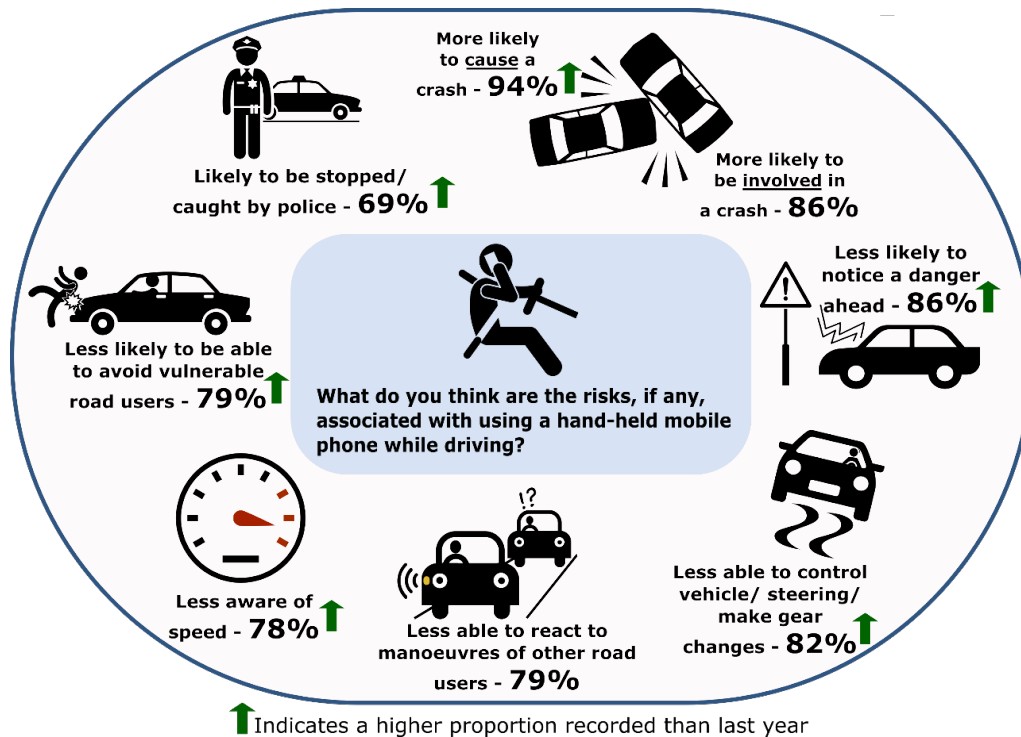 More likely
to cause a
crash - 94%
Likely to be stopped/
caught by police - 69%
More likely to
be involved in
a crash - 86%
Less likely to
notice a danger
ahead - 86%
Less likely to be able
to avoid vulnerable
road users - 79%
What do you think are the risks, if any,
associated with using a hand-held mobile
phone while driving?
!?
Less aware of
speed - 78%
Less able to react to
manoeuvres of other road
users - 79%
Less able to control
vehicle/ steering/
make gear
changes - 82%
Indicates a higher proportion recorded than last year